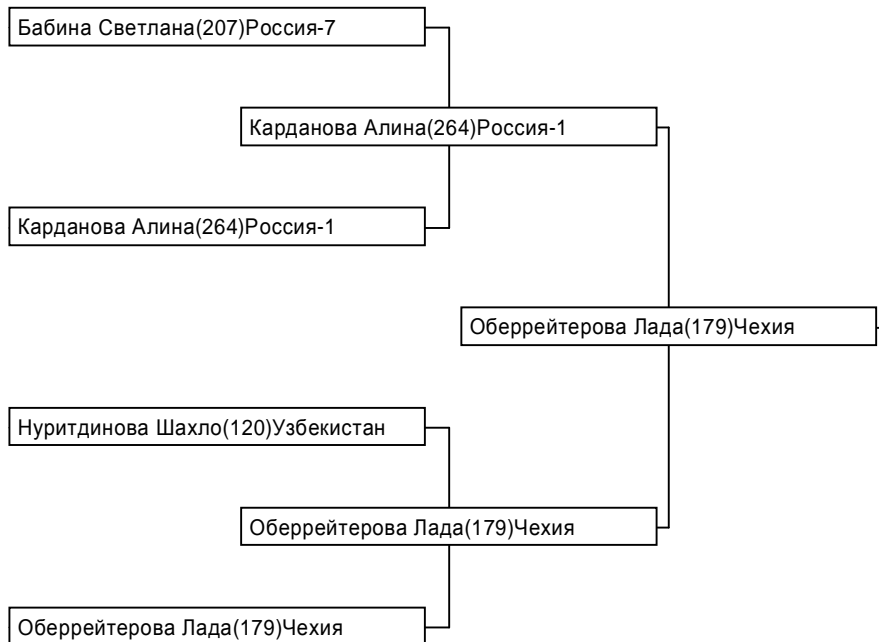 Бабина Светлана(207)Россия-7
Карданова Алина(264)Россия-1
Карданова Алина(264)Россия-1
Оберрейтерова Лада(179)Чехия
Нуритдинова Шахло(120)Узбекистан
Оберрейтерова Лада(179)Чехия
Оберрейтерова Лада(179)Чехия